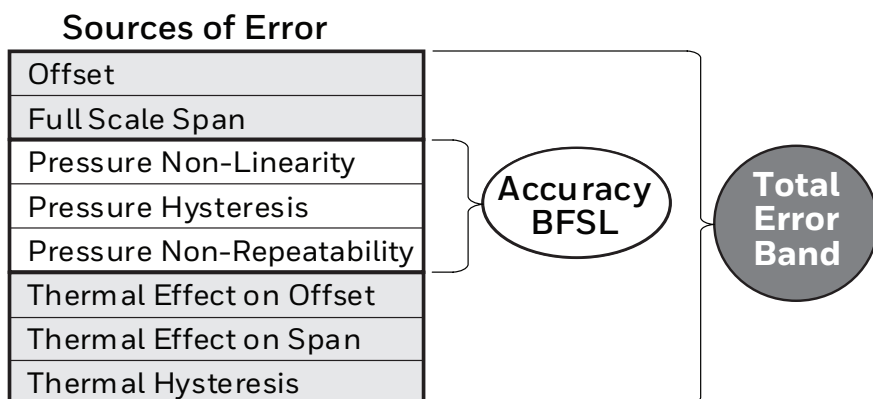 Sources of Error
Offset
Full Scale Span
Pressure Non-Linearity
Pressure Hysteresis
Pressure Non-Repeatability
Thermal Effect on Offset
Thermal Effect on Span
Thermal Hysteresis
Accuracy
BFSL
Total
Error
Band